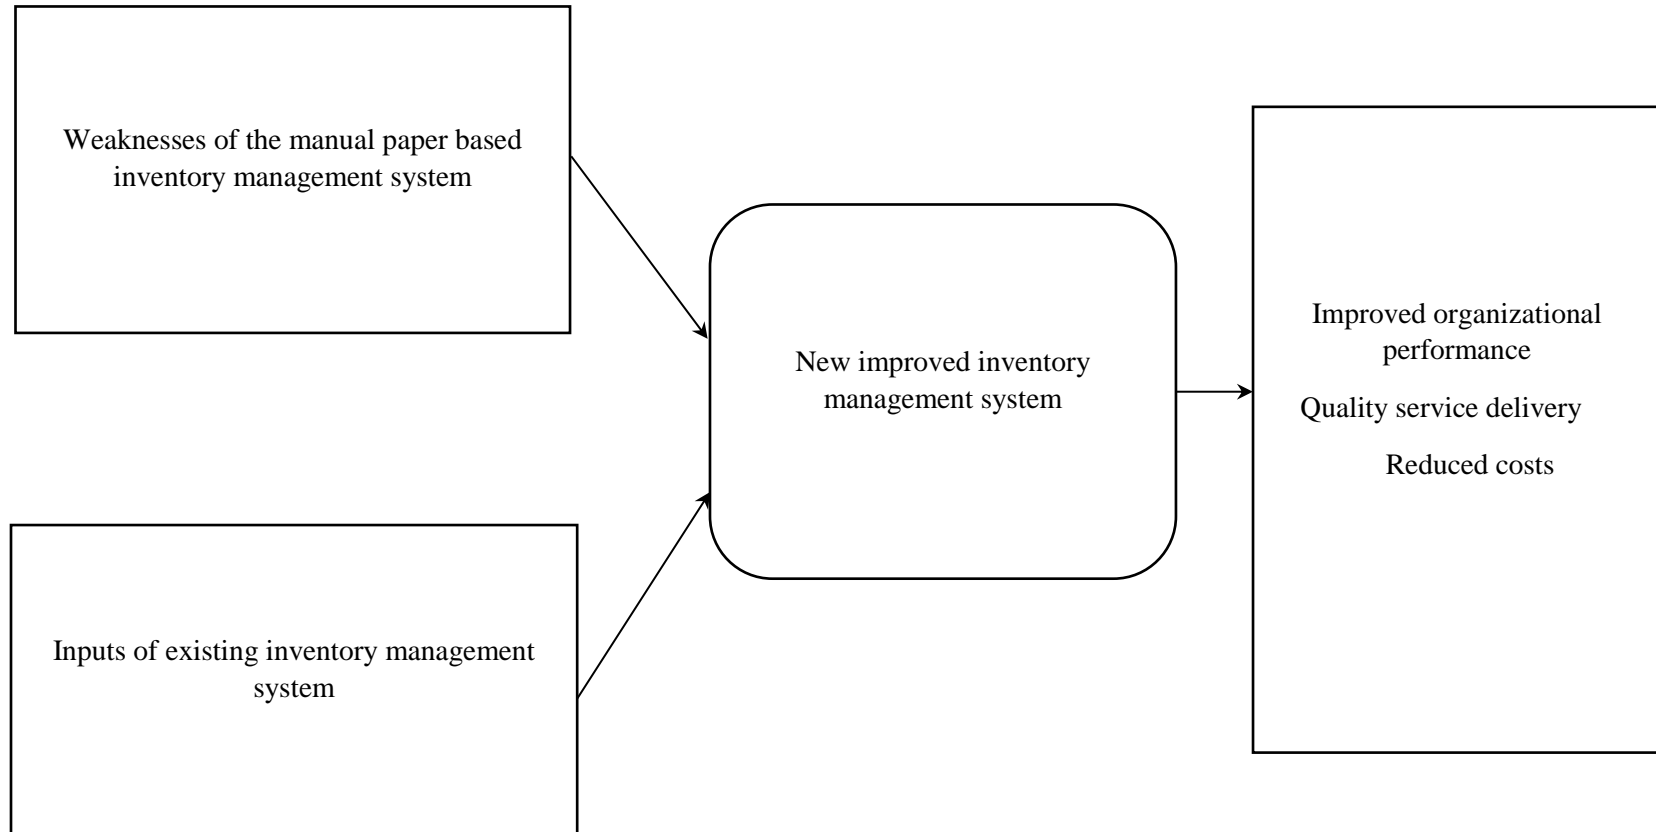 Weaknesses of the manual paper based
inventory management system
New improved inventory
management system
Improved organizational
performance
Quality service delivery
Reduced costs
Inputs of existing inventory management
system